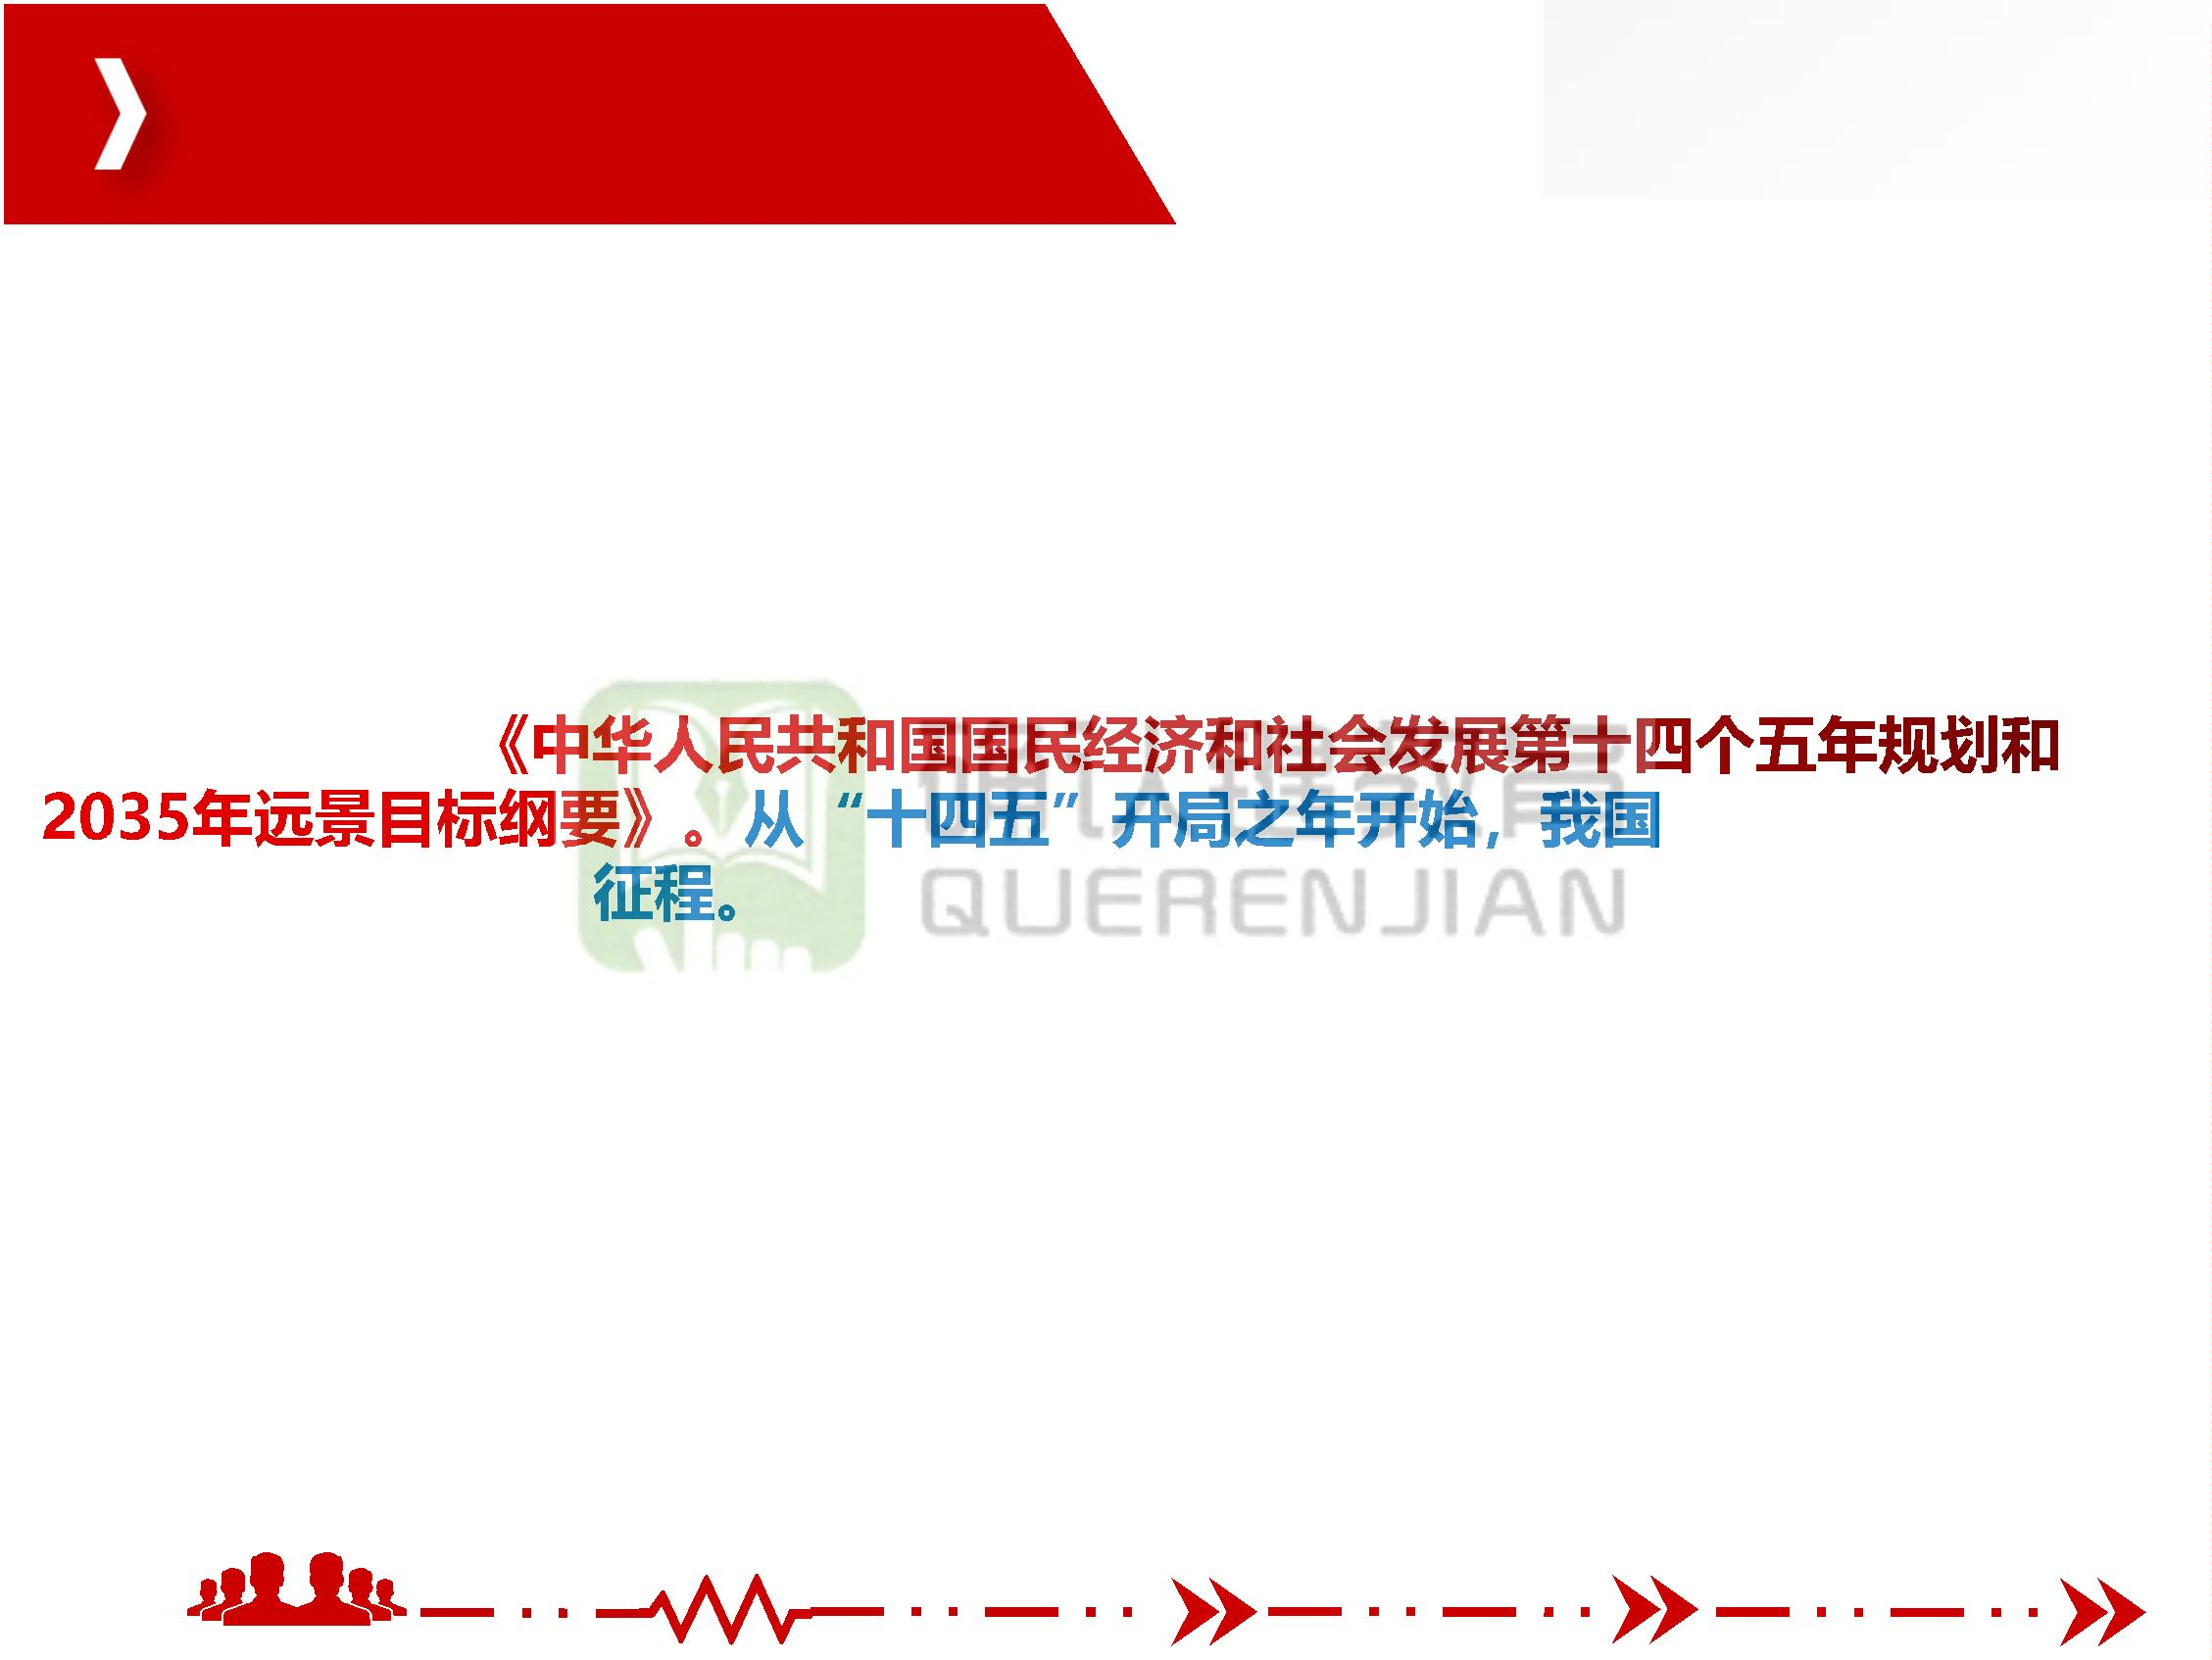 《中华人民共和国国民经济和社会发展第十四个五年规划和
2035年远景目标纲要》。从“十四五”开局之年开始，我国
征程。
QUERENJIAN